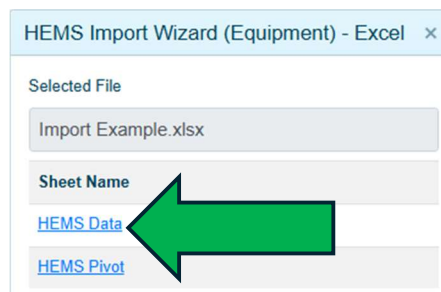 HEMS Import Wizard (Equipment) - Excel ×
Selected File
Import Example.xlsx
Sheet Name
HEMS Data
HEMS Pivot